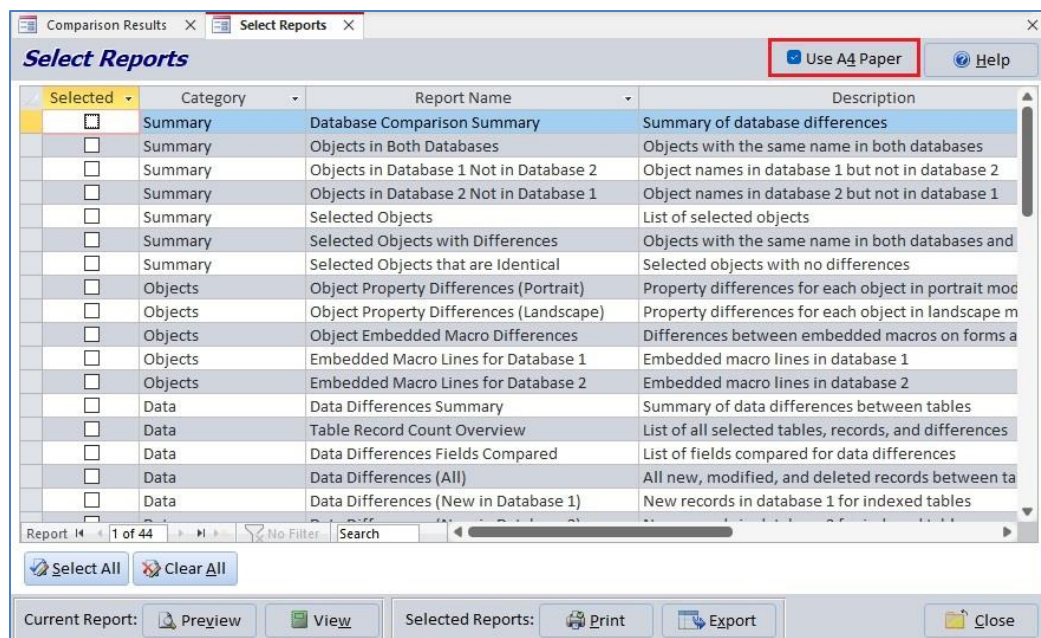 Comparison Results Select Reports
Select Reports Use A4 Paper Help
Selected Category Report Name Description
Summary Database Comparison Summary Summary of database differences
Summary Objects in Both Databases Objects with the same name in both databases
Summary Objects in Database 1 Not in Database 2 Object names in database 1 but not in database 2
Summary Objects in Database 2 Not in Database 1 Object names in database 2 but not in database 1
Summary Selected Objects List of selected objects
Summary Selected Objects with Differences Objects with the same name in both databases and
Summary Selected Objects that are Identical Selected objects with no differences
Objects Object Property Differences (Portrait) Property differences for each object in portrait mod
Objects Object Property Differences (Landscape) Property differences for each object in landscape m
Objects Object Embedded Macro Differences Differences between embedded macros on forms a
Objects Embedded Macro Lines for Database 1 Embedded macro lines in database 1
Objects Embedded Macro Lines for Database 2 Embedded macro lines in database 2
Data Data Differences Summary Summary of data differences between tables
Data Table Record Count Overview List of all selected tables, records, and differences
Data Data Differences Fields Compared List of fields compared for data differences
Data Data Differences (All) All new, modified, and deleted records between ta
Data Data Differences (New in Database 1) New records in database 1 for indexed tables
Report 1 of 44 No Filter Search
Select All Clear All
Current Report: Preview View Selected Reports: Print Export Close